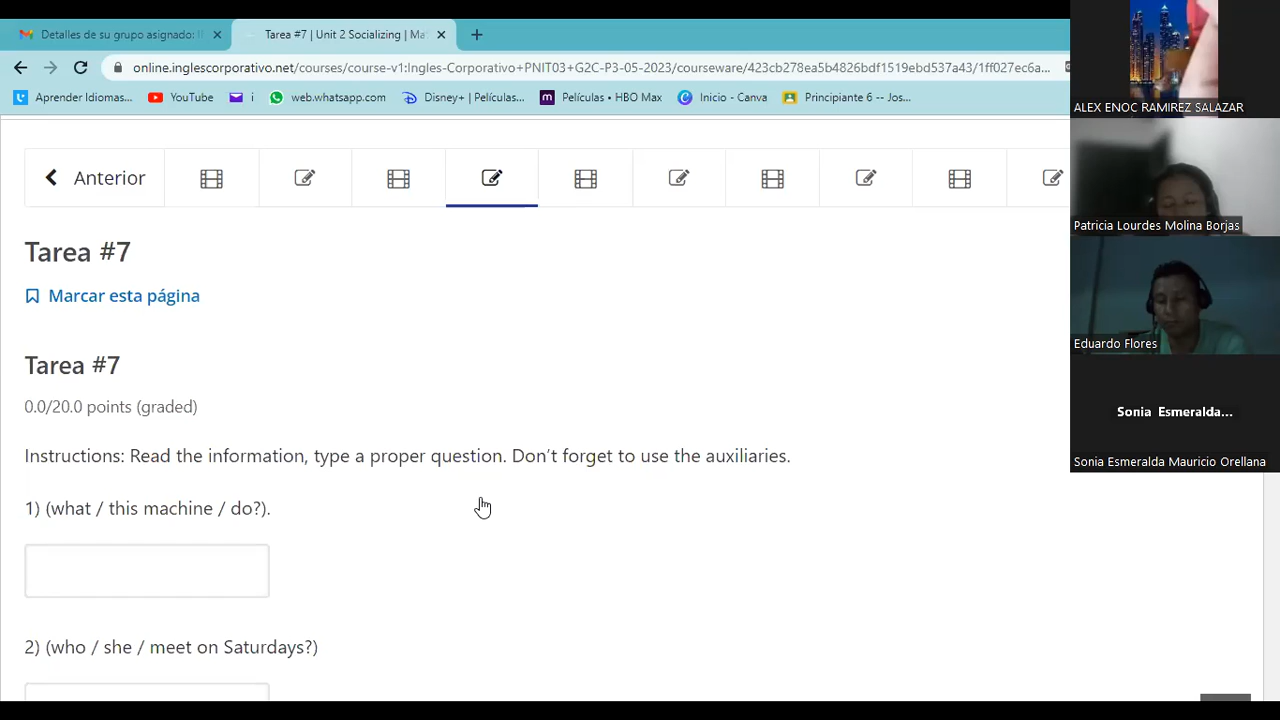 Detalles de su grupo asignado: I
Tarea #7 | Unit 2 Socializing | Ma
online.inglescorporativo.net/courses/course-v1:Ingles-Corporativo+PNIT03+G2C-P3-05-2023/courseware/423cb278ea5b4826bdf1519ebd537a43/1ff027ec6a...
Aprender Idiomas... YouTube i web.whatsapp.com Disney+ | Películas... Películas • HBO Max Inicio - Canva Principiante 6 -- Jos...
Anterior
Tarea #7
Marcar esta página
Tarea #7
0.0/20.0 points (graded)
Instructions: Read the information, type a proper question. Don't forget to use the auxiliaries.
1) (what / this machine / do?).
2) (who / she / meet on Saturdays?)
ALEX ENOC RAMIREZ SALAZAR
Patricia Lourdes Molina Borjas
Eduardo Flores
Sonia Esmeralda...
Sonia Esmeralda Mauricio Orellana